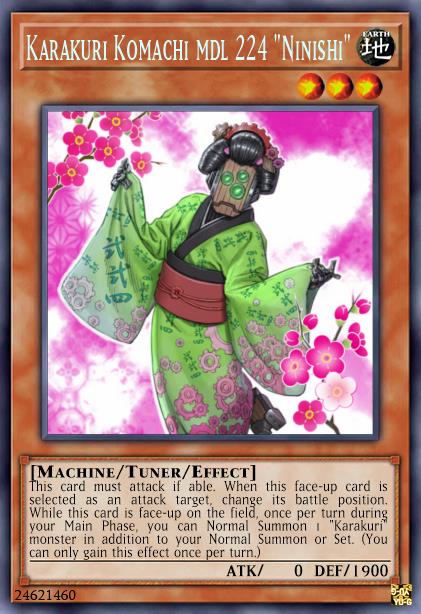 Karakuri Komachi mdl 224 "Ninishi"
EARTH
地
弐弐四
[Machine/Tuner/Effect]
This card must attack if able. When this face-up card is
selected as an attack target, change its battle position.
While this card is face-up on the field, once per turn during
your Main Phase, you can Normal Summon 1 "Karakuri"
monster in addition to your Normal Summon or Set. (You
can only gain this effect once per turn.)
ATK/ 0 DEF/1900
24621460